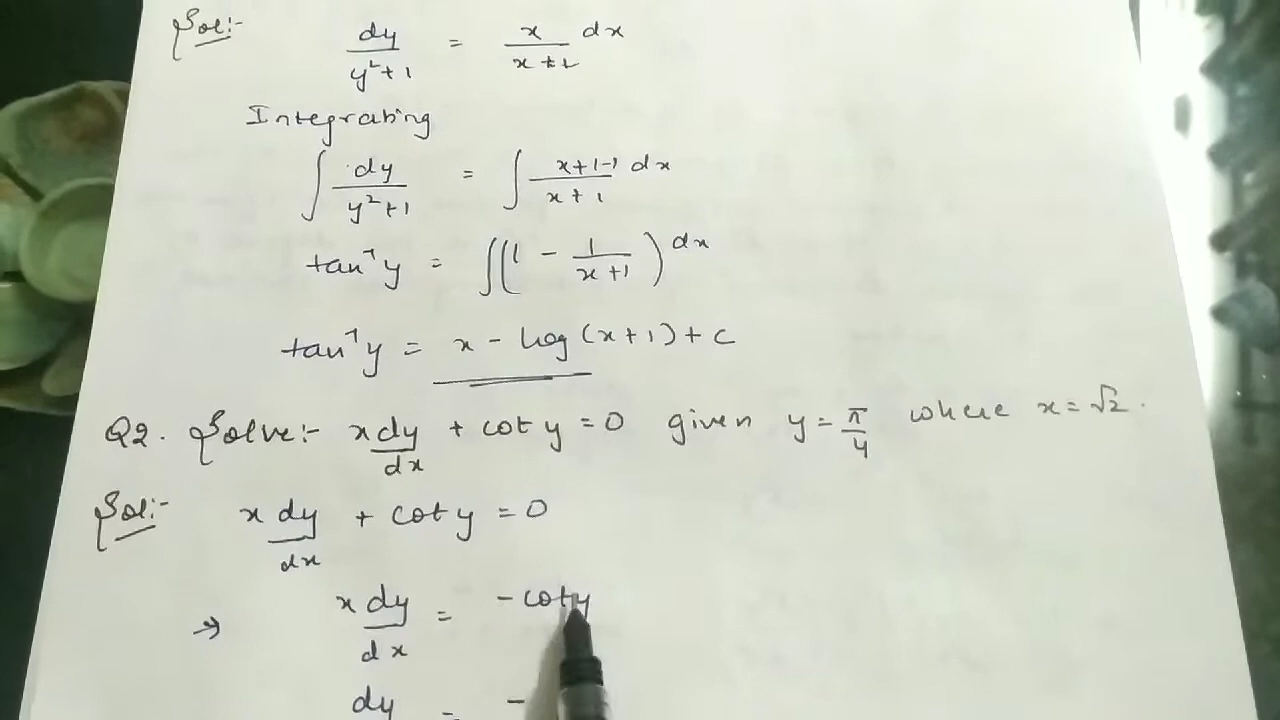 Sol:-
dy/(y²+1) = x/(x+1) dx
Integrating
∫ dy/(y²+1) = ∫ (x+1-1)/(x+1) dx
tan⁻¹y = ∫(1 - 1/(x+1)) dx
tan⁻¹y = x - log(x+1) + c
Q2. Solve:- x dy/dx + cot y = 0 given y = π/4 where x = √2.
Sol:- x dy/dx + cot y = 0
→ x dy/dx = -cot y
dy = -